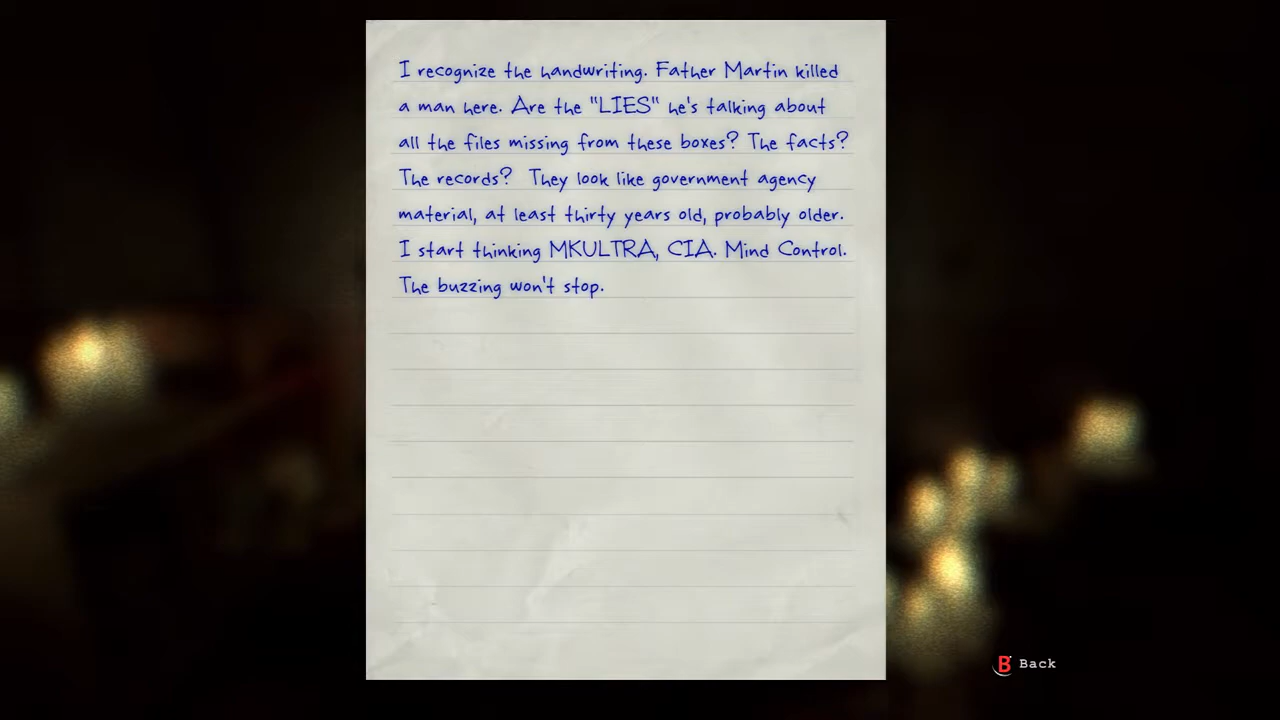 I recognize the handwriting. Father Martin killed
a man here. Are the "LIES" he's talking about
all the files missing from these boxes? The facts?
The records?  They look like government agency
material, at least thirty years old, probably older.
I start thinking MKULTRA, CIA. Mind Control.
The buzzing won't stop.
B Back